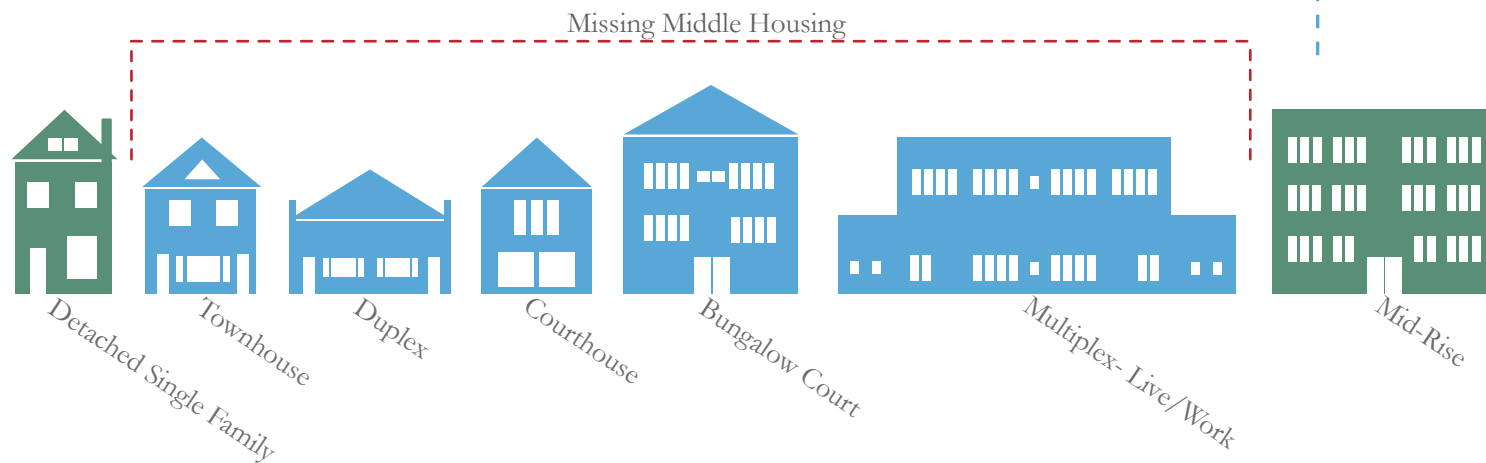 Missing Middle Housing
Detached Single Family
Townhouse
Duplex
Courthouse
Bungalow Court
Multiplex- Live/Work
Mid-Rise